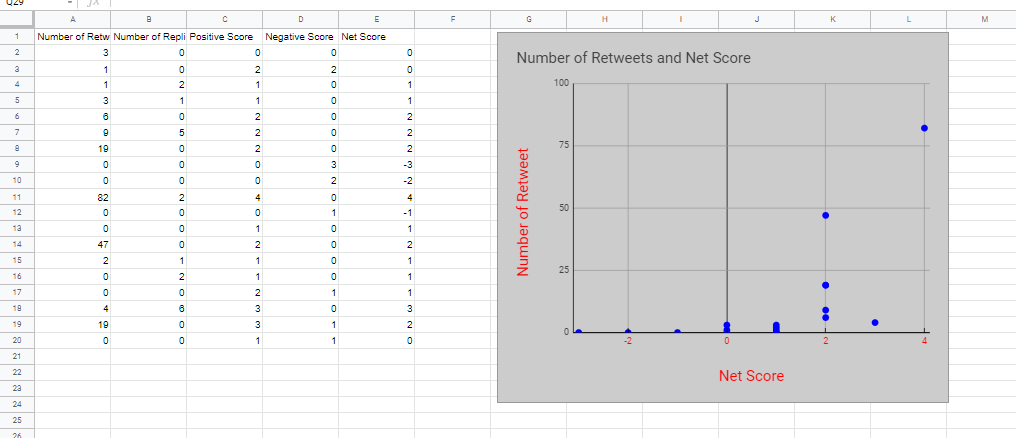 Q29
A B C D E F G H I J K L M
1 Number of Retw Number of Repli Positive Score Negative Score Net Score
2 3 0 0 0 0
3 1 0 2 2 0
4 1 2 1 0 1
5 3 1 1 0 1
6 6 0 2 0 2
7 9 5 2 0 2
8 19 0 2 0 2
9 0 0 0 3 -3
10 0 0 0 2 -2
11 82 2 4 0 4
12 0 0 0 1 -1
13 0 0 1 0 1
14 47 0 2 0 2
15 2 1 1 0 1
16 0 2 1 0 1
17 0 0 2 1 1
18 4 6 3 0 3
19 19 0 3 1 2
20 0 0 1 1 0
21
22
23
24
25
26
Number of Retweets and Net Score
100
75
50
25
0
Number of Retweet
-2 0 2 4
Net Score